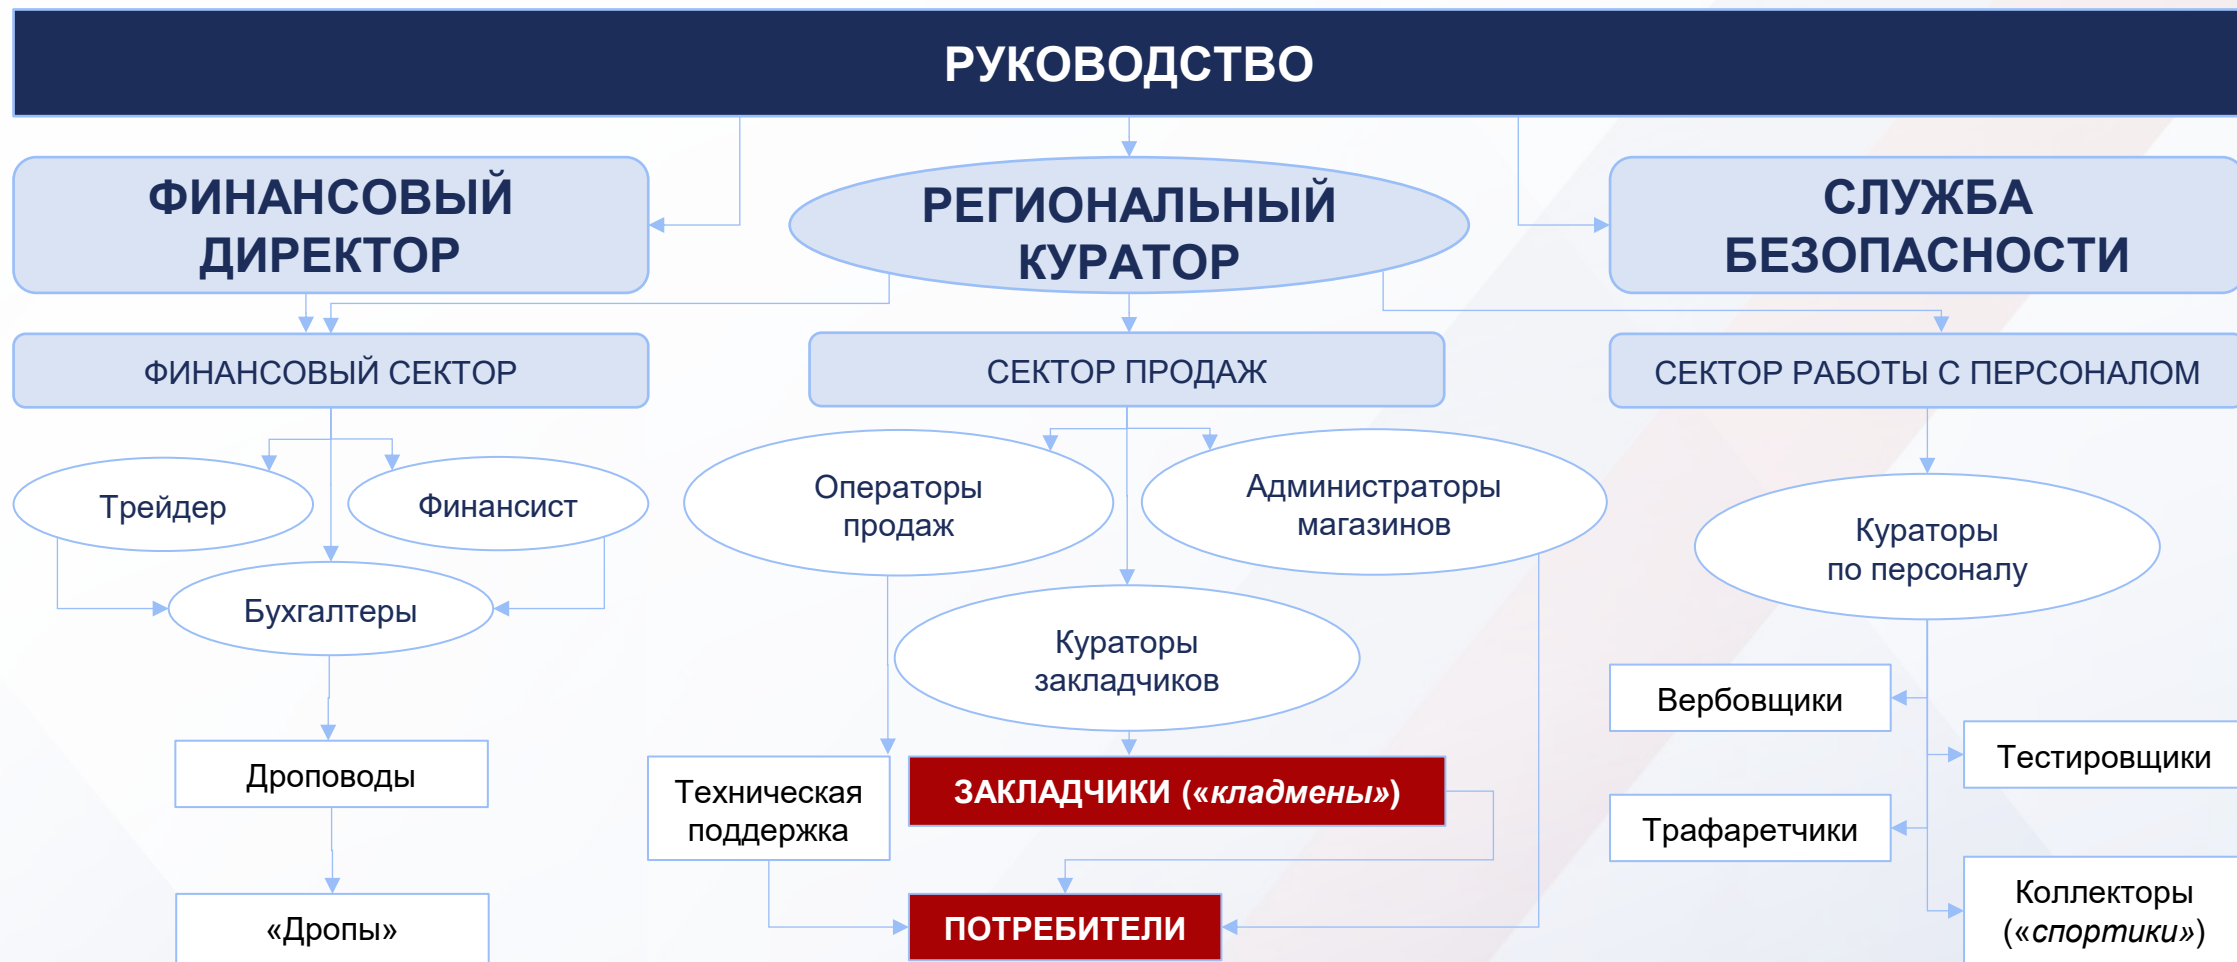 РУКОВОДСТВО
ФИНАНСОВЫЙ
ДИРЕКТОР
РЕГИОНАЛЬНЫЙ
КУРАТОР
СЛУЖБА
БЕЗОПАСНОСТИ
ФИНАНСОВЫЙ СЕКТОР
СЕКТОР ПРОДАЖ
СЕКТОР РАБОТЫ С ПЕРСОНАЛОМ
Трейдер
Финансист
Бухгалтеры
Дроповоды
«Дропы»
Операторы
продаж
Администраторы
магазинов
Кураторы
закладчиков
Техническая
поддержка
ЗАКЛАДЧИКИ («кладмены»)
ПОТРЕБИТЕЛИ
Кураторы
по персоналу
Вербовщики
Тестировщики
Трафаретчики
Коллекторы
(«спортики»)